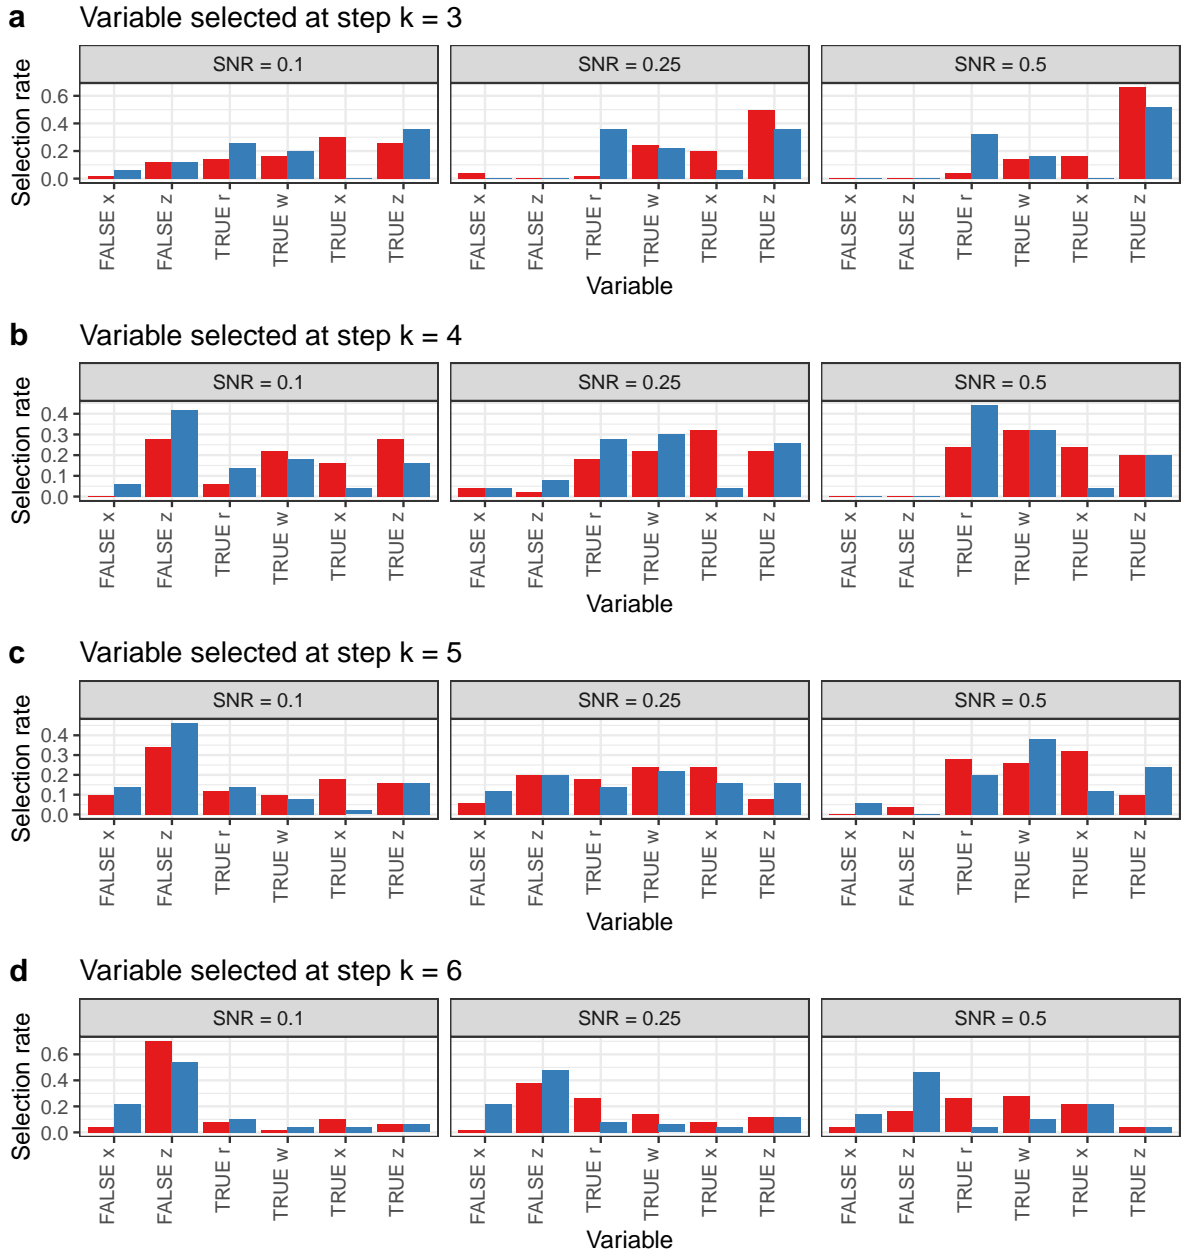 a Variable selected at step k = 3
SNR = 0.1 SNR = 0.25 SNR = 0.5
Selection rate
0.6
0.4
0.2
0.0
FALSE x FALSE z TRUE r TRUE w TRUE x TRUE z FALSE x FALSE z TRUE r TRUE w TRUE x TRUE z FALSE x FALSE z TRUE r TRUE w TRUE x TRUE z
Variable
b Variable selected at step k = 4
SNR = 0.1 SNR = 0.25 SNR = 0.5
Selection rate
0.4
0.3
0.2
0.1
0.0
FALSE x FALSE z TRUE r TRUE w TRUE x TRUE z FALSE x FALSE z TRUE r TRUE w TRUE x TRUE z FALSE x FALSE z TRUE r TRUE w TRUE x TRUE z
Variable
c Variable selected at step k = 5
SNR = 0.1 SNR = 0.25 SNR = 0.5
Selection rate
0.4
0.3
0.2
0.1
0.0
FALSE x FALSE z TRUE r TRUE w TRUE x TRUE z FALSE x FALSE z TRUE r TRUE w TRUE x TRUE z FALSE x FALSE z TRUE r TRUE w TRUE x TRUE z
Variable
d Variable selected at step k = 6
SNR = 0.1 SNR = 0.25 SNR = 0.5
Selection rate
0.6
0.4
0.2
0.0
FALSE x FALSE z TRUE r TRUE w TRUE x TRUE z FALSE x FALSE z TRUE r TRUE w TRUE x TRUE z FALSE x FALSE z TRUE r TRUE w TRUE x TRUE z
Variable